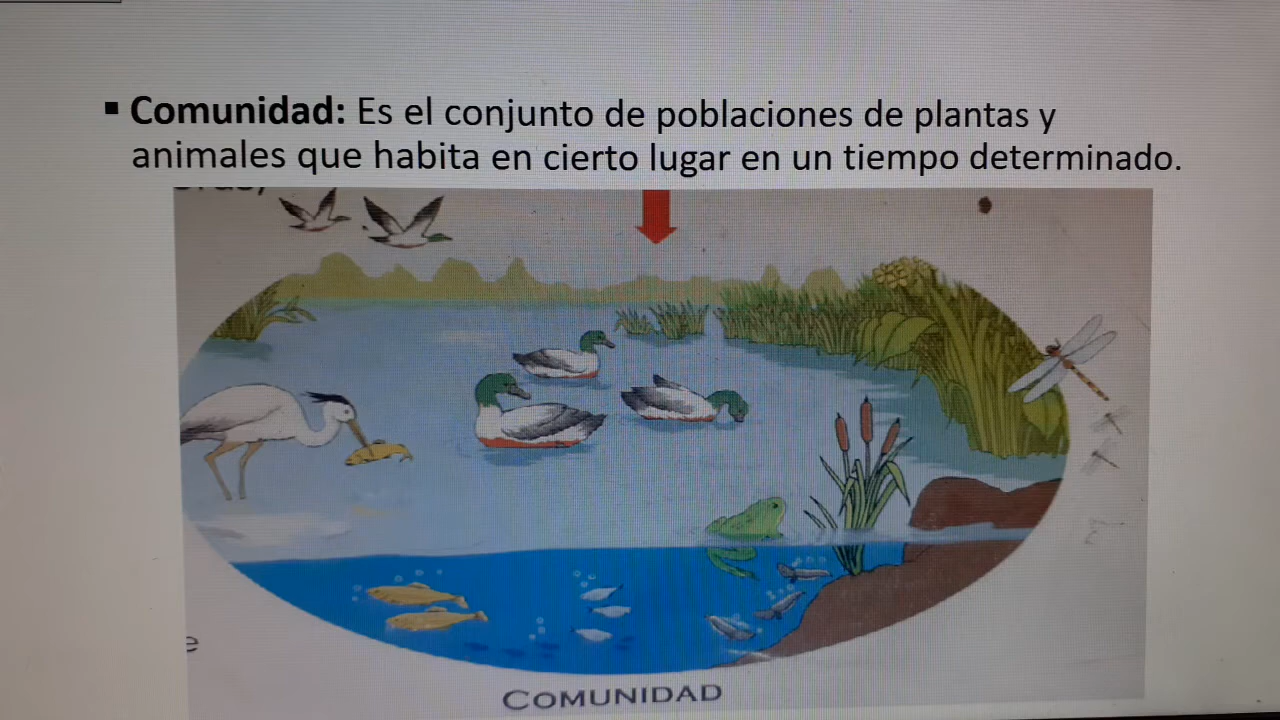 ▪ Comunidad: Es el conjunto de poblaciones de plantas y
animales que habita en cierto lugar en un tiempo determinado.
e
COMUNIDAD